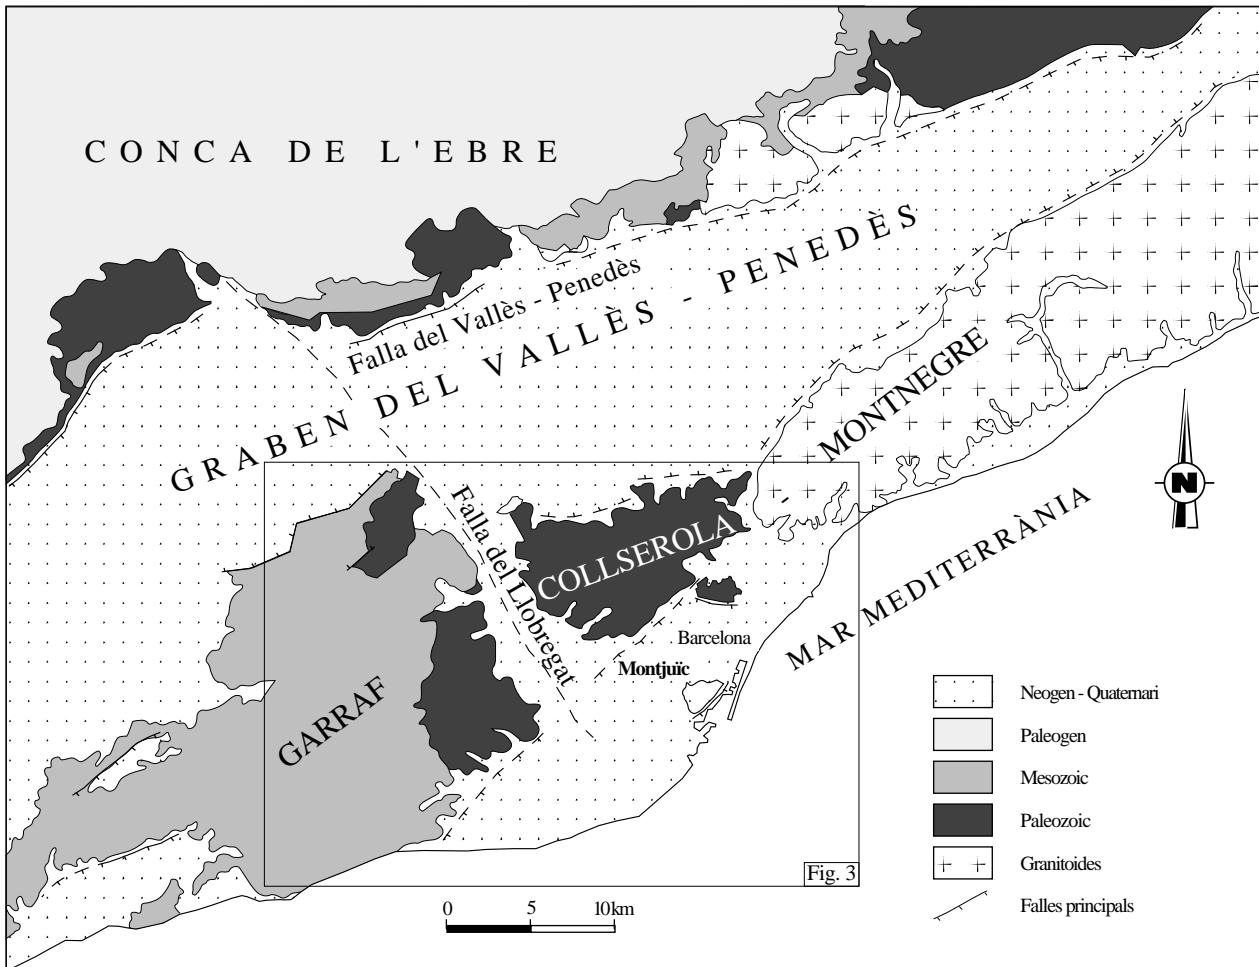 CONCA DE L'EBRE
Falla del Vallès - Penedès
GRABEN DEL VALLÈS - PENEDÈS
MONTNEGRE
N
Falla del Llobregat
COLLSEROLA
MAR MEDITERRÀNIA
Barcelona
Montjuïc
GARRAF
Neogen - Quaternari
Paleogen
Mesozoic
Paleozoic
Granitoides
Falles principals
Fig. 3
0 5 10km